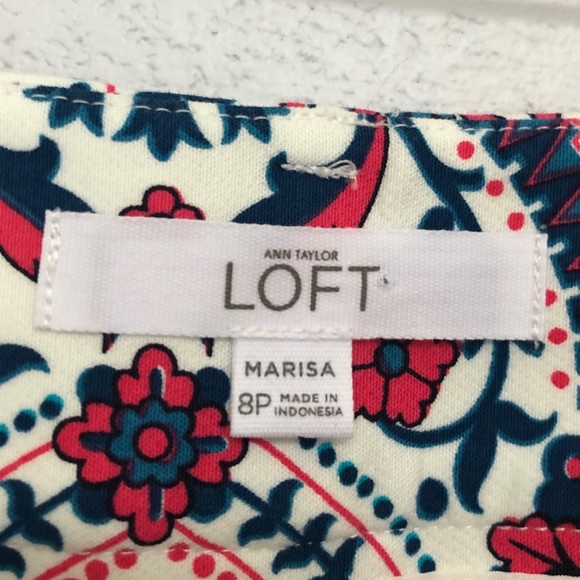 ANN TAYLOR
LOFT
MARISA
8P MADE IN
INDONESIA